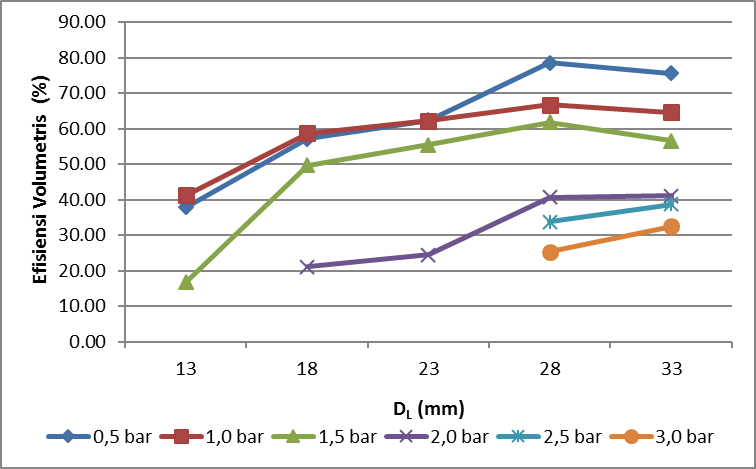 90.00
80.00
70.00
60.00
50.00
40.00
30.00
20.00
10.00
0.00
Efisiensi Volumetris (%)
13 18 23 28 33
D_L (mm)
0,5 bar 1,0 bar 1,5 bar 2,0 bar 2,5 bar 3,0 bar